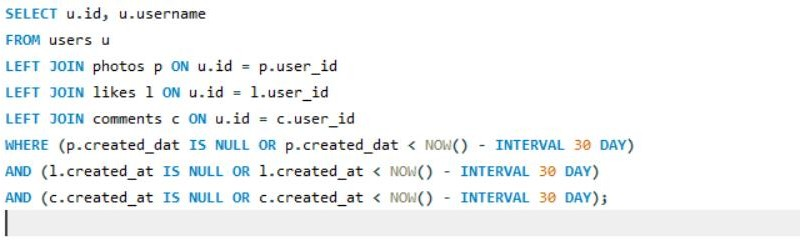 SELECT u.id, u.username
FROM users u
LEFT JOIN photos p ON u.id = p.user_id
LEFT JOIN likes l ON u.id = l.user_id
LEFT JOIN comments c ON u.id = c.user_id
WHERE (p.created_dat IS NULL OR p.created_dat < NOW() - INTERVAL 30 DAY)
AND (l.created_at IS NULL OR l.created_at < NOW() - INTERVAL 30 DAY)
AND (c.created_at IS NULL OR c.created_at < NOW() - INTERVAL 30 DAY);